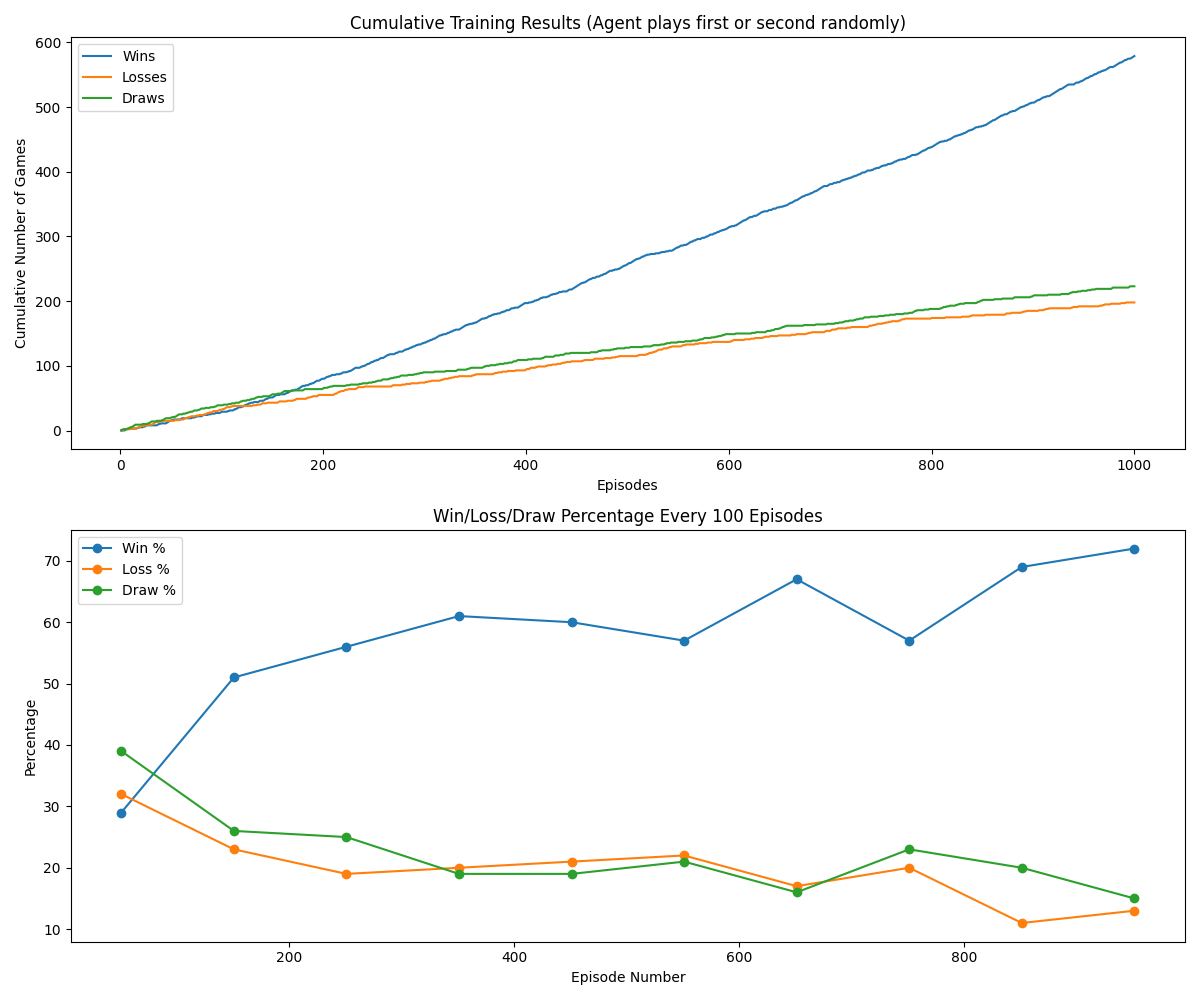 Cumulative Training Results (Agent plays first or second randomly)
600
500
400
300
200
100
0
Cumulative Number of Games
Wins
Losses
Draws
0 200 400 600 800 1000
Episodes
Win/Loss/Draw Percentage Every 100 Episodes
70
60
50
40
30
20
10
Percentage
Win %
Loss %
Draw %
200 400 600 800
Episode Number